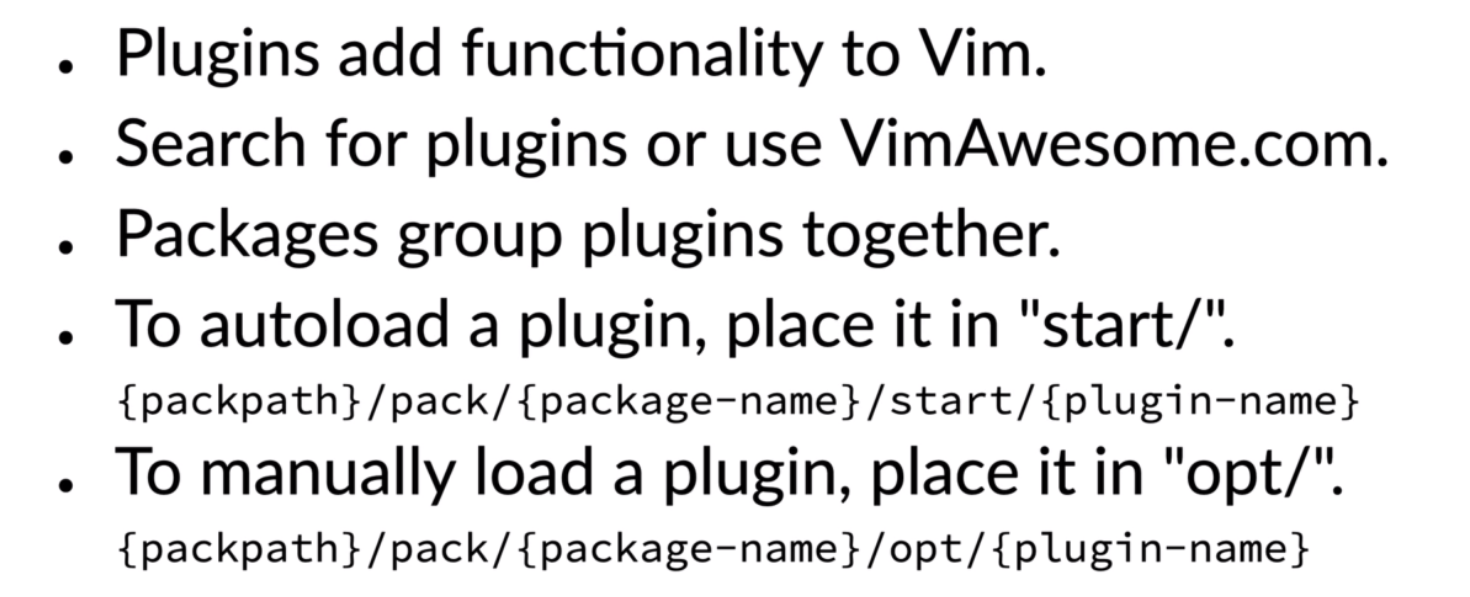 • Plugins add functionality to Vim.
• Search for plugins or use VimAwesome.com.
• Packages group plugins together.
• To autoload a plugin, place it in "start/".
{packpath}/pack/{package-name}/start/{plugin-name}
• To manually load a plugin, place it in "opt/".
{packpath}/pack/{package-name}/opt/{plugin-name}